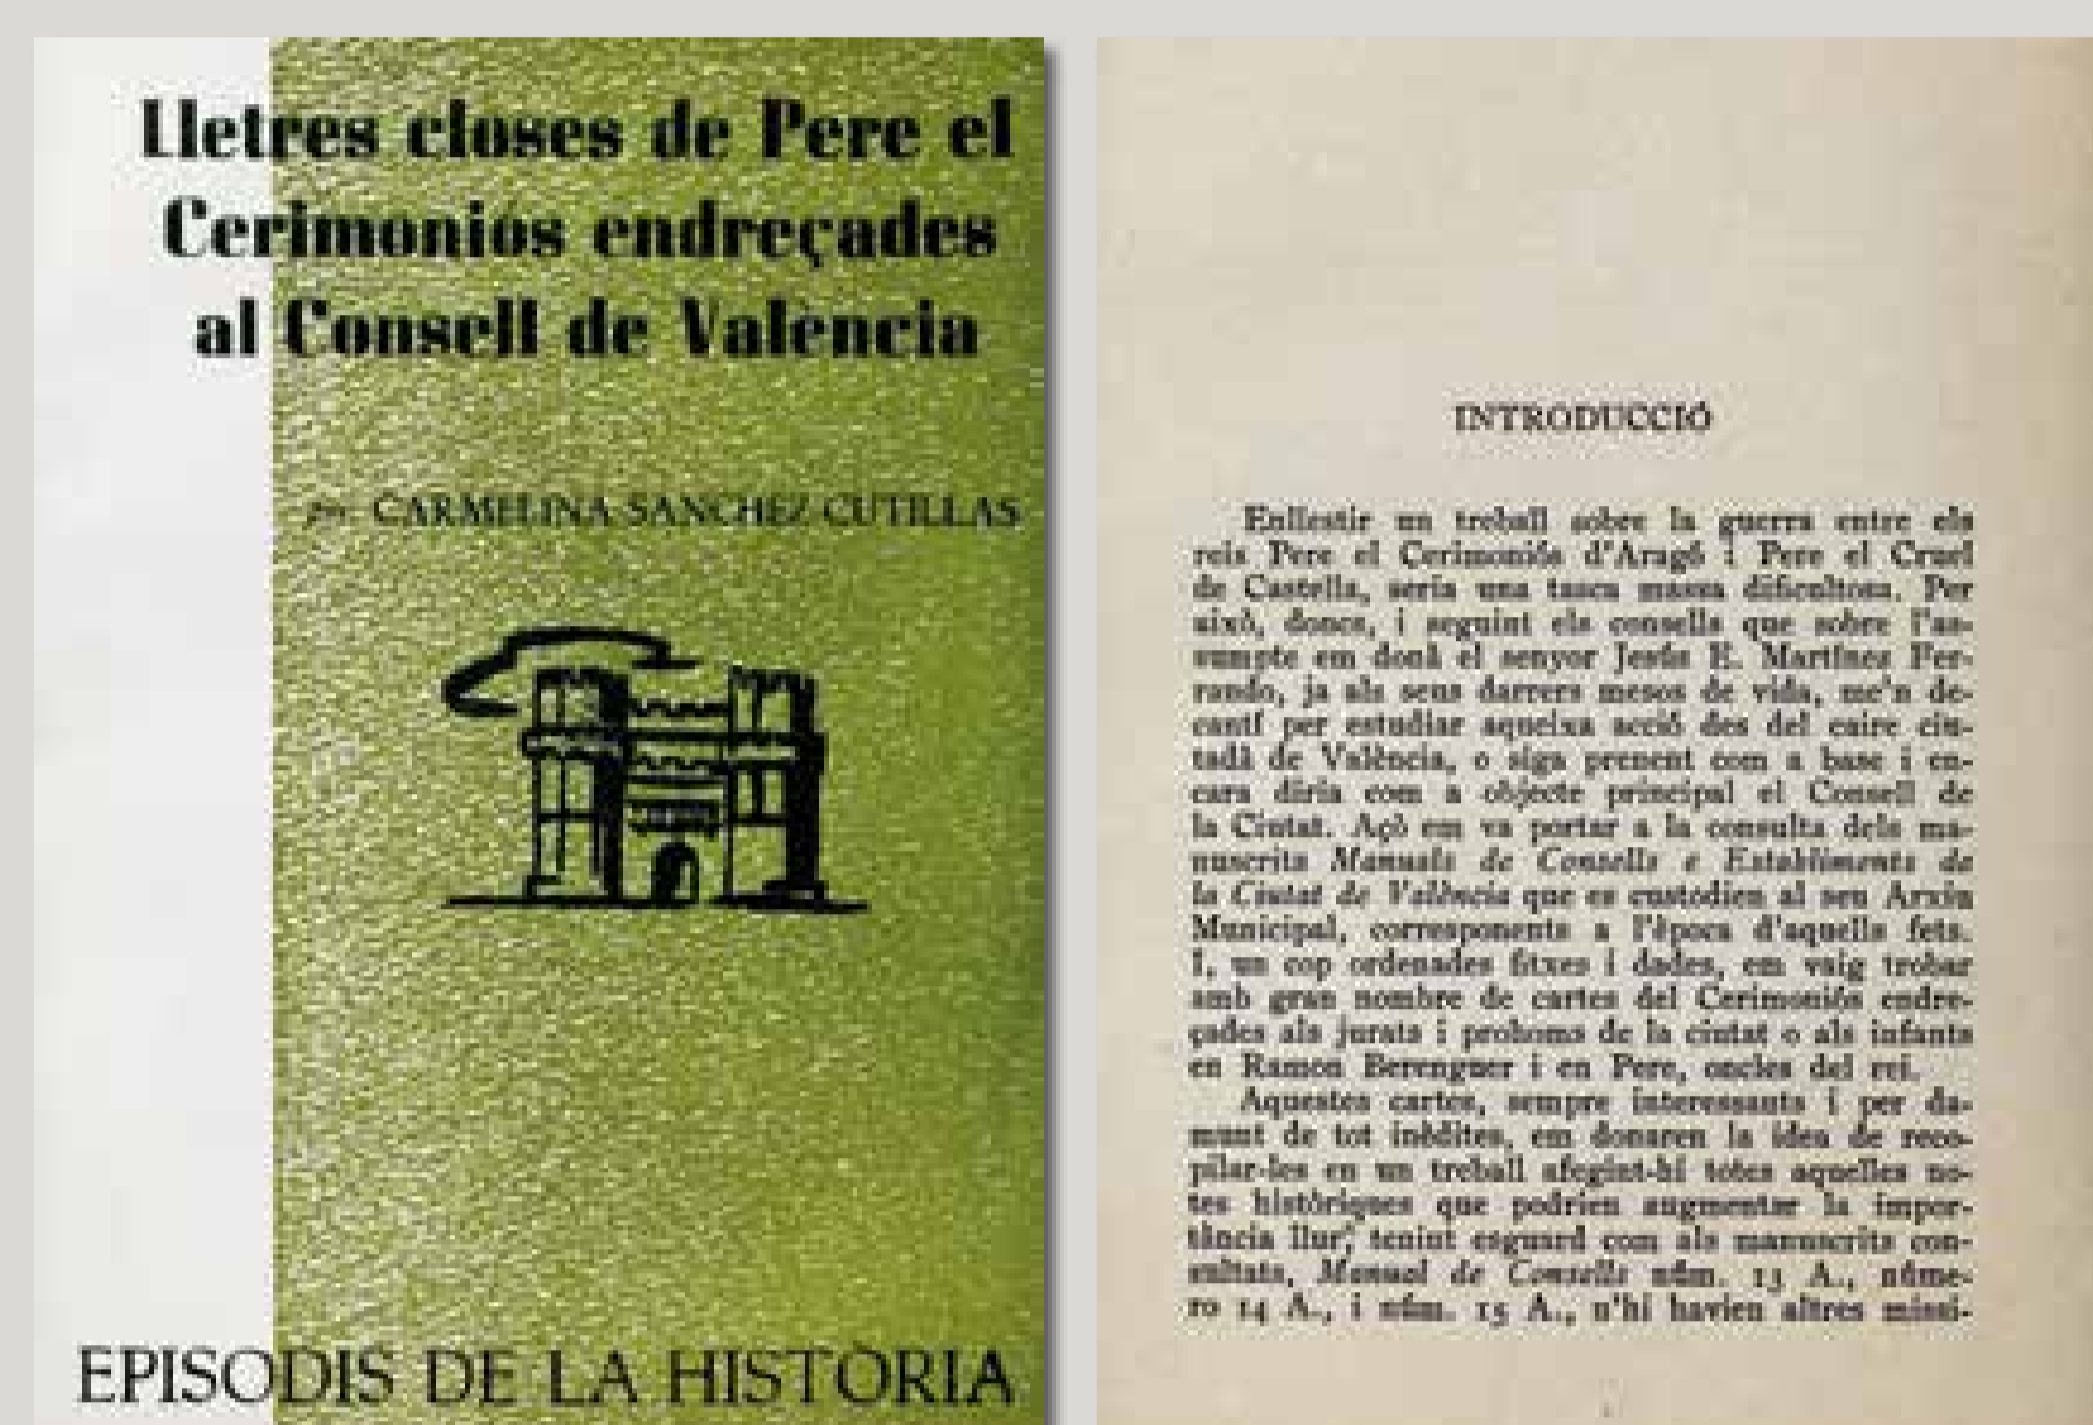 Lletres closes de Pere el
Cerimoniós endreçades
al Consell de València
per CARMELINA SANCHEZ-CUTILLAS
EPISODIS DE LA HISTÒRIA
INTRODUCCIÓ
Enllestir un treball sobre la guerra entre els
reis Pere el Cerimoniós d'Aragó i Pere el Cruel
de Castella, seria una tasca massa dificultosa. Per
això, doncs, i seguint els consells que sobre l'as-
sumpte em donà el senyor Jesús E. Martínez Fer-
rando, ja als seus darrers mesos de vida, me'n de-
cantí per estudiar aqueixa acció des del caire ciu-
tadà de València, o siga prenent com a base i en-
cara diria com a objecte principal el Consell de
la Ciutat. Açò em va portar a la consulta dels ma-
nuscrits Manuals de Consells e Establiments de
la Ciutat de València que es custodien al seu Arxiu
Municipal, corresponents a l'època d'aquells fets.
I, un cop ordenades fitxes i dades, em vaig trobar
amb gran nombre de cartes del Cerimoniós endre-
çades als jurats i prohoms de la ciutat o als infants
en Ramon Berenguer i en Pere, oncles del rei.
Aquestes cartes, sempre interessants i per da-
munt de tot inèdites, em donaren la idea de reco-
pilar-les en un treball afegint-hi totes aquelles no-
tes històriques que podrien augmentar la impor-
tància llur; tenint esguard com als manuscrits con-
sultats, Manual de Consells núm. 13 A., núme-
ro 14 A., i núm. 15 A., n'hi havien altres missi-